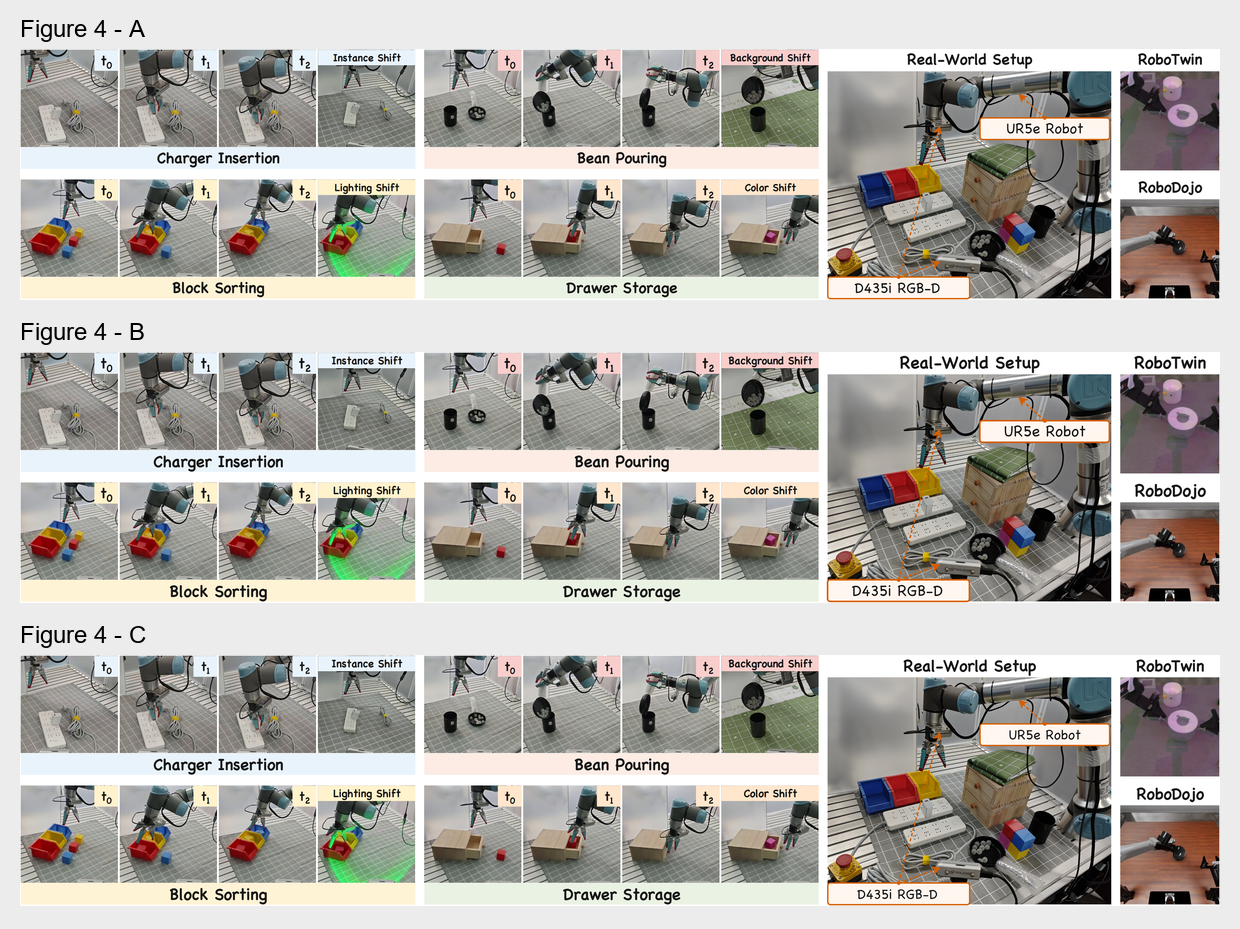 Figure 4 - A
t0 t1 t2 Instance Shift
Charger Insertion
t0 t1 t2 Background Shift
Bean Pouring
t0 t1 t2 Lighting Shift
Block Sorting
t0 t1 t2 Color Shift
Drawer Storage
Real-World Setup
UR5e Robot
D435i RGB-D
RoboTwin
RoboDojo
Figure 4 - B
t0 t1 t2 Instance Shift
Charger Insertion
t0 t1 t2 Background Shift
Bean Pouring
t0 t1 t2 Lighting Shift
Block Sorting
t0 t1 t2 Color Shift
Drawer Storage
Real-World Setup
UR5e Robot
D435i RGB-D
RoboTwin
RoboDojo
Figure 4 - C
t0 t1 t2 Instance Shift
Charger Insertion
t0 t1 t2 Background Shift
Bean Pouring
t0 t1 t2 Lighting Shift
Block Sorting
t0 t1 t2 Color Shift
Drawer Storage
Real-World Setup
UR5e Robot
D435i RGB-D
RoboTwin
RoboDojo